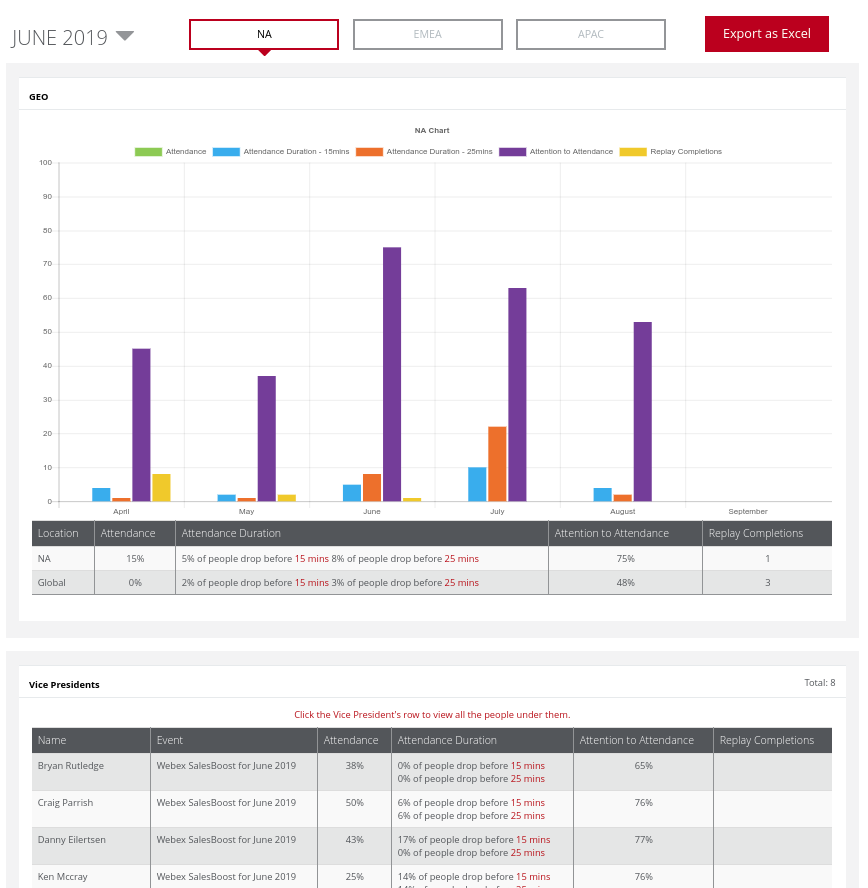 JUNE 2019
NA
EMEA
APAC
Export as Excel
GEO
NA Chart
Attendance
Attendance Duration - 15mins
Attendance Duration - 25mins
Attention to Attendance
Replay Completions
100
90
80
70
60
50
40
30
20
10
0
April
May
June
July
August
September
Location Attendance Attendance Duration Attention to Attendance Replay Completions
NA 15% 5% of people drop before 15 mins 8% of people drop before 25 mins 75% 1
Global 0% 2% of people drop before 15 mins 3% of people drop before 25 mins 48% 3
Vice Presidents Total: 8
Click the Vice President's row to view all the people under them.
Name Event Attendance Attendance Duration Attention to Attendance Replay Completions
Bryan Rutledge Webex SalesBoost for June 2019 38% 0% of people drop before 15 mins 65%
0% of people drop before 25 mins
Craig Parrish Webex SalesBoost for June 2019 50% 6% of people drop before 15 mins 76%
6% of people drop before 25 mins
Danny Eilertsen Webex SalesBoost for June 2019 43% 17% of people drop before 15 mins 77%
0% of people drop before 25 mins
Ken Mccray Webex SalesBoost for June 2019 25% 14% of people drop before 15 mins 76%